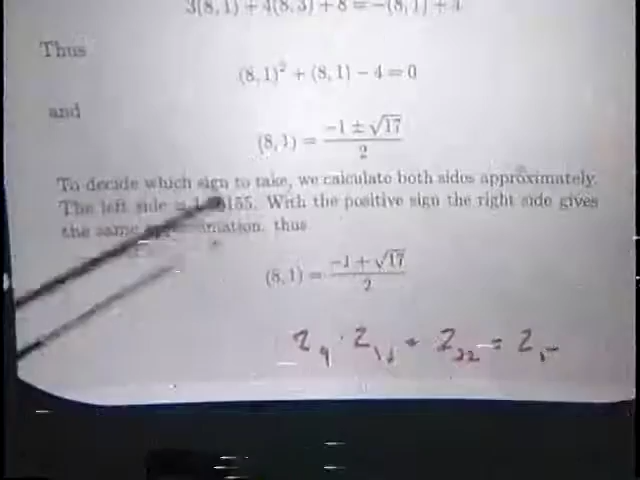 3(8,1) + 4(8,3) + 8 = −(8,1) + 4
Thus
(8,1)² + (8,1) − 4 = 0
and
(8,1) = (−1 ± √17)/2
To decide which sign to take, we calculate both sides approximately.
The left side = 155. With the positive sign the right side gives
the same thus
(8,1) = (−1 + √17)/2